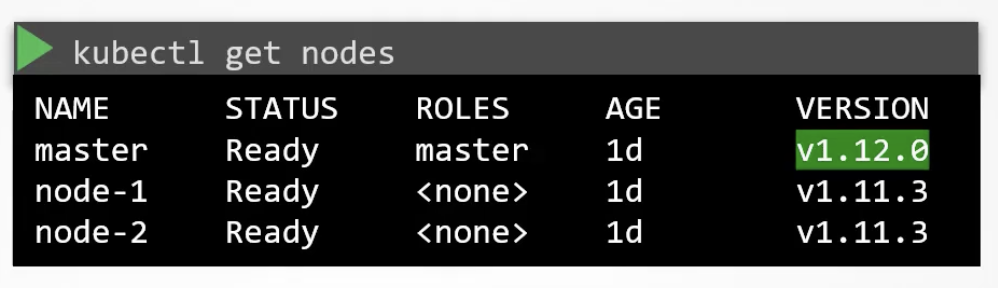 kubectl get nodes
NAME STATUS ROLES AGE VERSION
master Ready master 1d v1.12.0
node-1 Ready <none> 1d v1.11.3
node-2 Ready <none> 1d v1.11.3